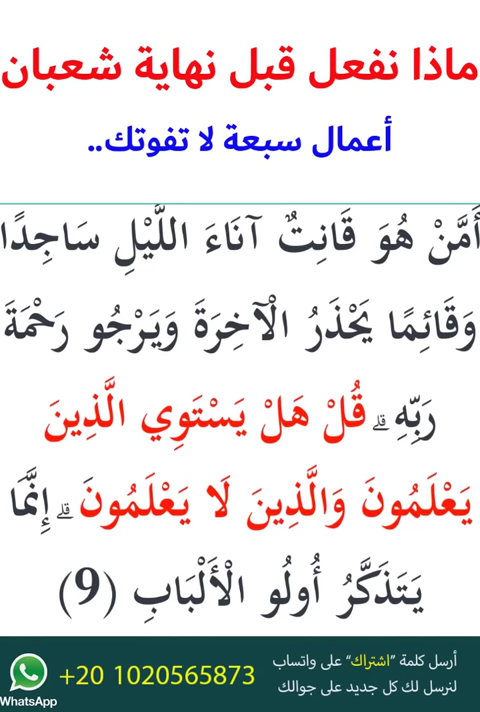 ماذا نفعل قبل نهاية شعبان
أعمال سبعة لا تفوتك..
أَمَّنْ هُوَ قَانِتٌ آنَاءَ اللَّيْلِ سَاجِدًا
وَقَائِمًا يَحْذَرُ الْآخِرَةَ وَيَرْجُو رَحْمَةَ
رَبِّهِ ۗ قُلْ هَلْ يَسْتَوِي الَّذِينَ
يَعْلَمُونَ وَالَّذِينَ لَا يَعْلَمُونَ ۗ إِنَّمَا
يَتَذَكَّرُ أُولُو الْأَلْبَابِ (9)
أرسل كلمة "اشتراك" على واتساب
لنرسل لك كل جديد على جوالك
+20 1020565873
WhatsApp